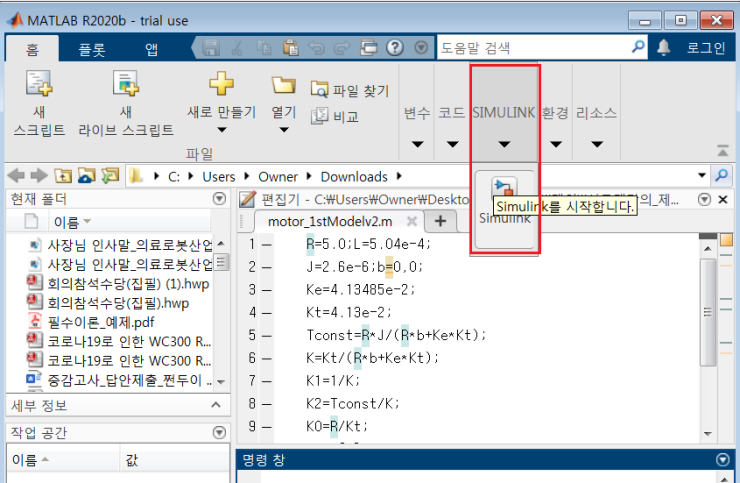 MATLAB R2020b - trial use
홈 플롯 앱 도움말 검색 로그인
새 스크립트
새 라이브 스크립트
새로 만들기
열기
파일 찾기
비교
변수 코드 SIMULINK 환경 리소스
파일
C: Users Owner Downloads
현재 폴더
이름
사장님 인사말_의료로봇산업
사장님 인사말_의료로봇산업
회의참석수당(집필) (1).hwp
회의참석수당(집필).hwp
필수이론_예제.pdf
코로나19로 인한 WC300 R...
코로나19로 인한 WC300 R...
중감고사_답안제출_쩐두이 ..
세부 정보
작업 공간
이름 값
편집기 - C:₩Users₩Owner₩Deskto
의_제...
Simulink를 시작합니다.
Simulink
motor_1stModelv2.m
1 — R=5.0;L=5.04e-4;
2 — J=2.6e-6;b=0,0;
3 — Ke=4.13485e-2;
4 — Kt=4.13e-2;
5 — Tconst=R*J/(R*b+Ke*Kt);
6 — K=Kt/(R*b+Ke*Kt);
7 — K1=1/K;
8 — K2=Tconst/K;
9 — K0=R/Kt;
명령 창